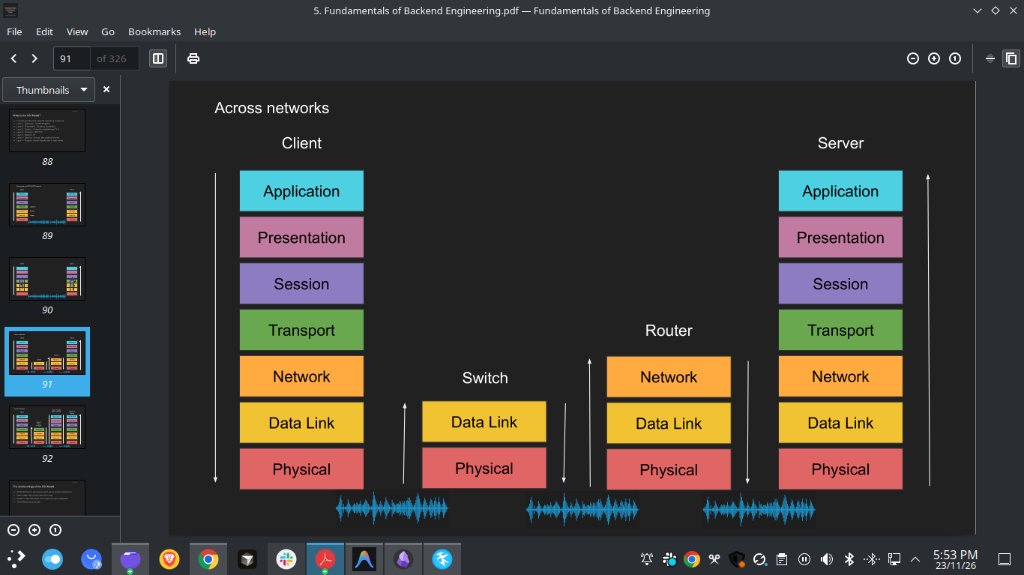 5. Fundamentals of Backend Engineering.pdf — Fundamentals of Backend Engineering
File Edit View Go Bookmarks Help
91 of 326
Thumbnails
88
89
90
91
92
Across networks
Client
Application
Presentation
Session
Transport
Network
Data Link
Physical
Switch
Data Link
Physical
Router
Network
Data Link
Physical
Server
Application
Presentation
Session
Transport
Network
Data Link
Physical
5:53 PM
23/11/26